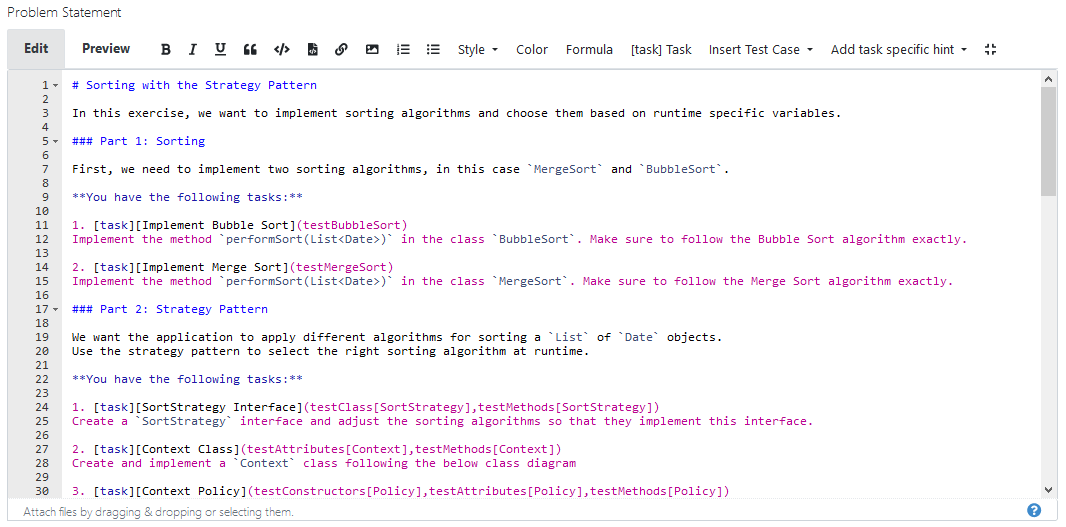 Problem Statement
Edit Preview B I U Style Color Formula [task] Task Insert Test Case Add task specific hint
1 # Sorting with the Strategy Pattern
2
3 In this exercise, we want to implement sorting algorithms and choose them based on runtime specific variables.
4
5 ### Part 1: Sorting
6
7 First, we need to implement two sorting algorithms, in this case `MergeSort` and `BubbleSort`.
8
9 **You have the following tasks:**
10
11 1. [task][Implement Bubble Sort](testBubbleSort)
12 Implement the method `performSort(List<Date>)` in the class `BubbleSort`. Make sure to follow the Bubble Sort algorithm exactly.
13
14 2. [task][Implement Merge Sort](testMergeSort)
15 Implement the method `performSort(List<Date>)` in the class `MergeSort`. Make sure to follow the Merge Sort algorithm exactly.
16
17 ### Part 2: Strategy Pattern
18
19 We want the application to apply different algorithms for sorting a `List` of `Date` objects.
20 Use the strategy pattern to select the right sorting algorithm at runtime.
21
22 **You have the following tasks:**
23
24 1. [task][SortStrategy Interface](testClass[SortStrategy],testMethods[SortStrategy])
25 Create a `SortStrategy` interface and adjust the sorting algorithms so that they implement this interface.
26
27 2. [task][Context Class](testAttributes[Context],testMethods[Context])
28 Create and implement a `Context` class following the below class diagram
29
30 3. [task][Context Policy](testConstructors[Policy],testAttributes[Policy],testMethods[Policy])
Attach files by dragging & dropping or selecting them.